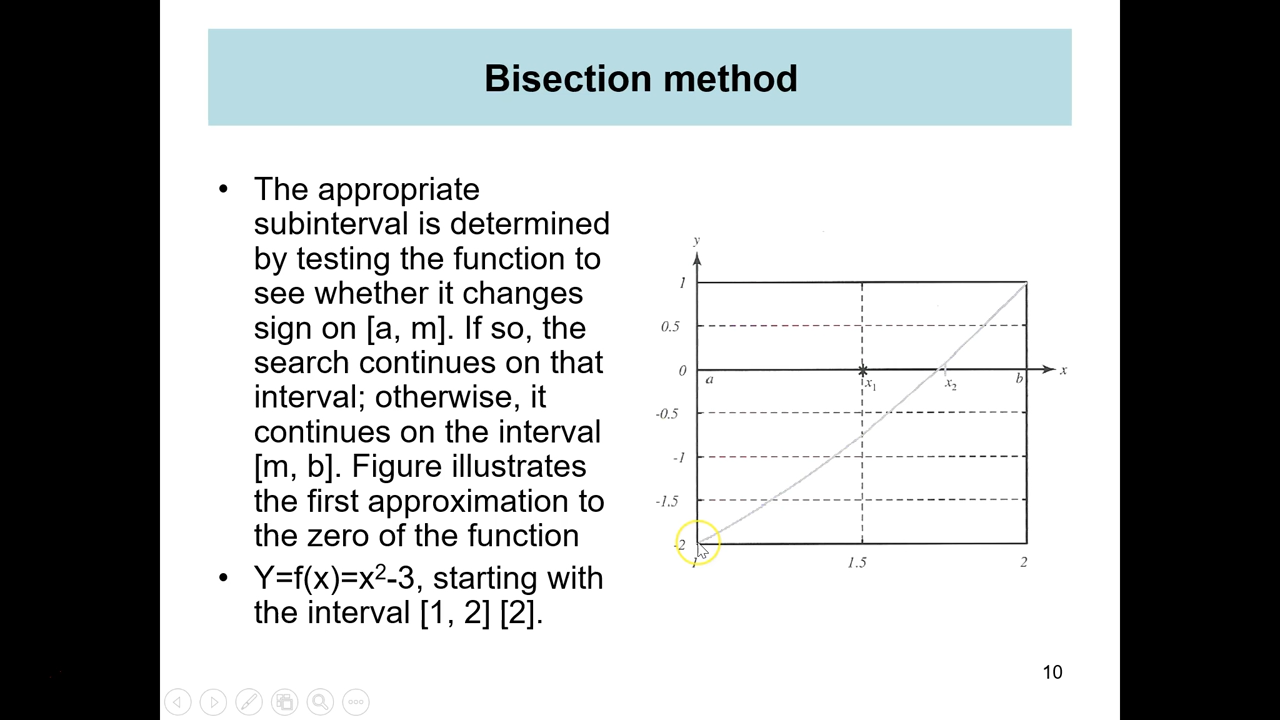 Bisection method
• The appropriate
subinterval is determined
by testing the function to
see whether it changes
sign on [a, m]. If so, the
search continues on that
interval; otherwise, it
continues on the interval
[m, b]. Figure illustrates
the first approximation to
the zero of the function
• Y=f(x)=x²-3, starting with
the interval [1, 2] [2].
y
1
0.5
0
a
x₁
x₂
b
x
-0.5
-1
-1.5
-2
1
1.5
2
10